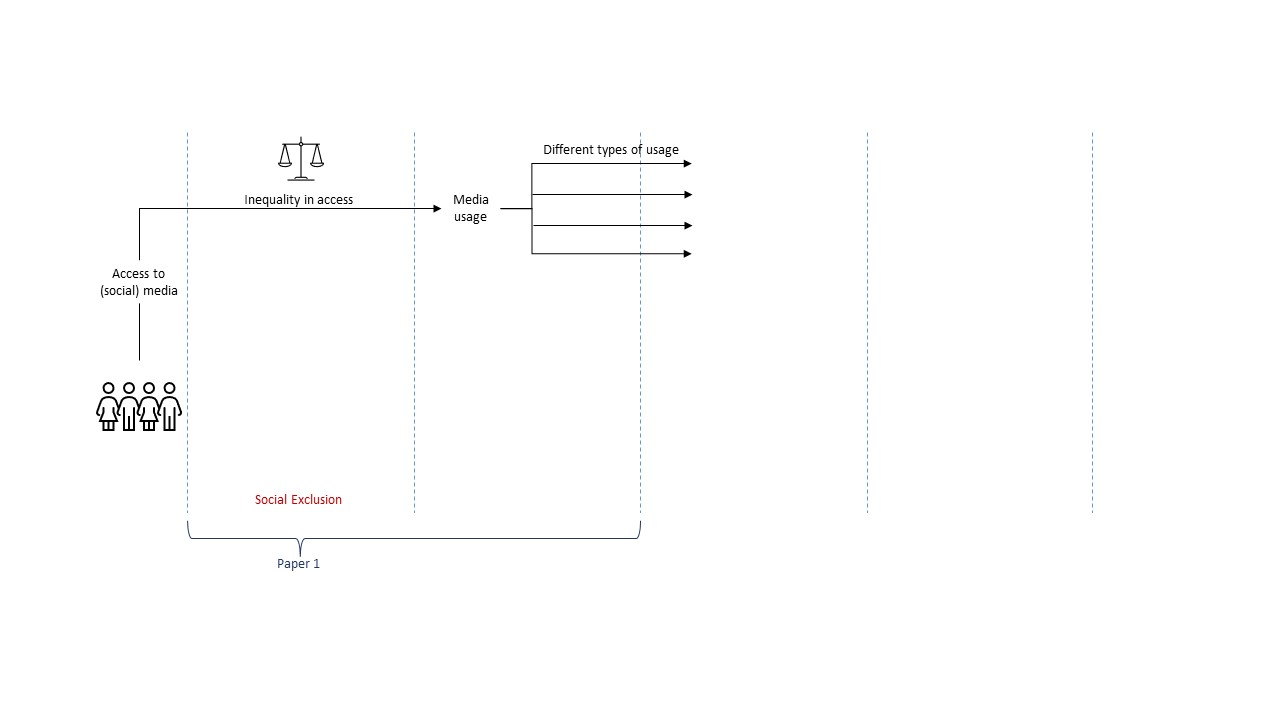 Different types of usage
Inequality in access
Media
usage
Access to
(social) media
Social Exclusion
Paper 1